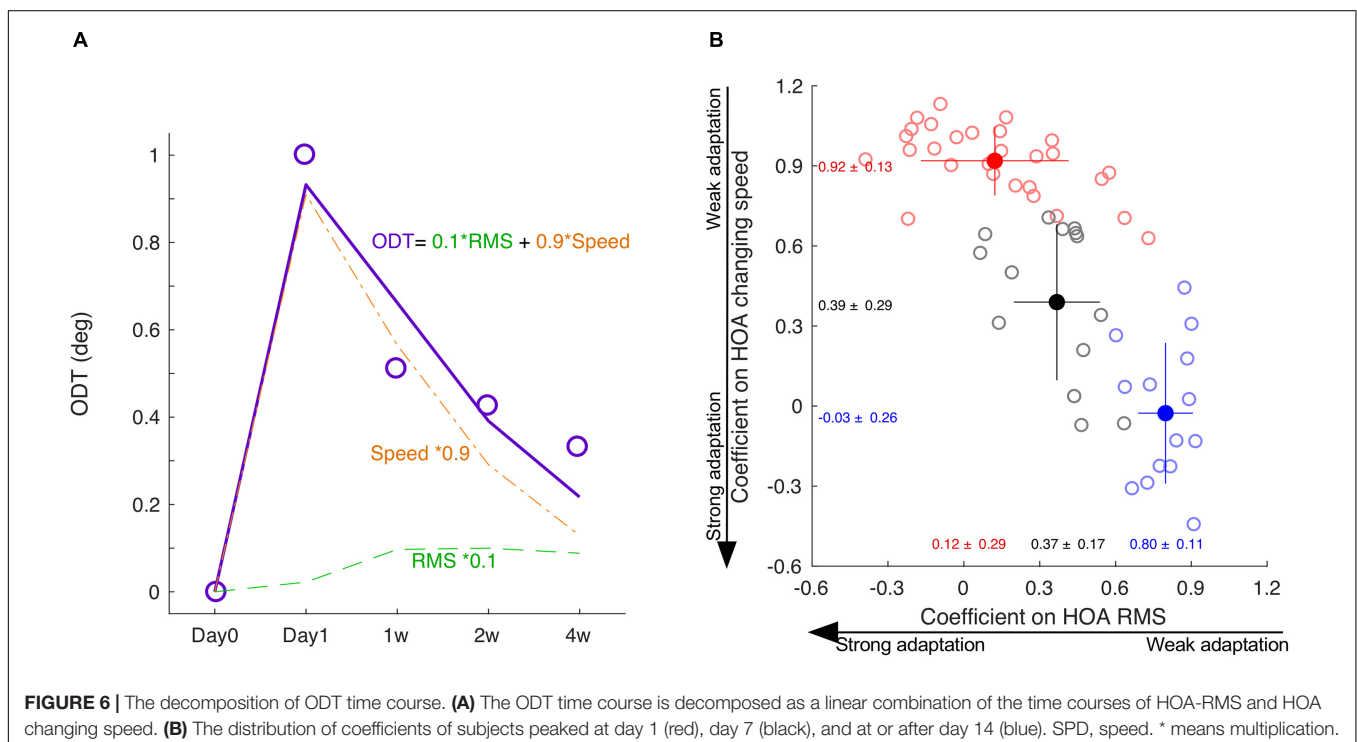 A
B
ODT (deg)
1
0.8
0.6
0.4
0.2
0
Day0 Day1 1w 2w 4w
ODT= 0.1*RMS + 0.9*Speed
Speed *0.9
RMS *0.1
Weak adaptation
Strong adaptation
Coefficient on HOA changing speed
1.2
0.9
0.6
0.3
0
-0.3
-0.6
0.92 ± 0.13
0.39 ± 0.29
-0.03 ± 0.26
0.12 ± 0.29 0.37 ± 0.17 0.80 ± 0.11
-0.6 -0.3 0 0.3 0.6 0.9 1.2
Coefficient on HOA RMS
Strong adaptation Weak adaptation
FIGURE 6 | The decomposition of ODT time course. (A) The ODT time course is decomposed as a linear combination of the time courses of HOA-RMS and HOA
changing speed. (B) The distribution of coefficients of subjects peaked at day 1 (red), day 7 (black), and at or after day 14 (blue). SPD, speed. * means multiplication.